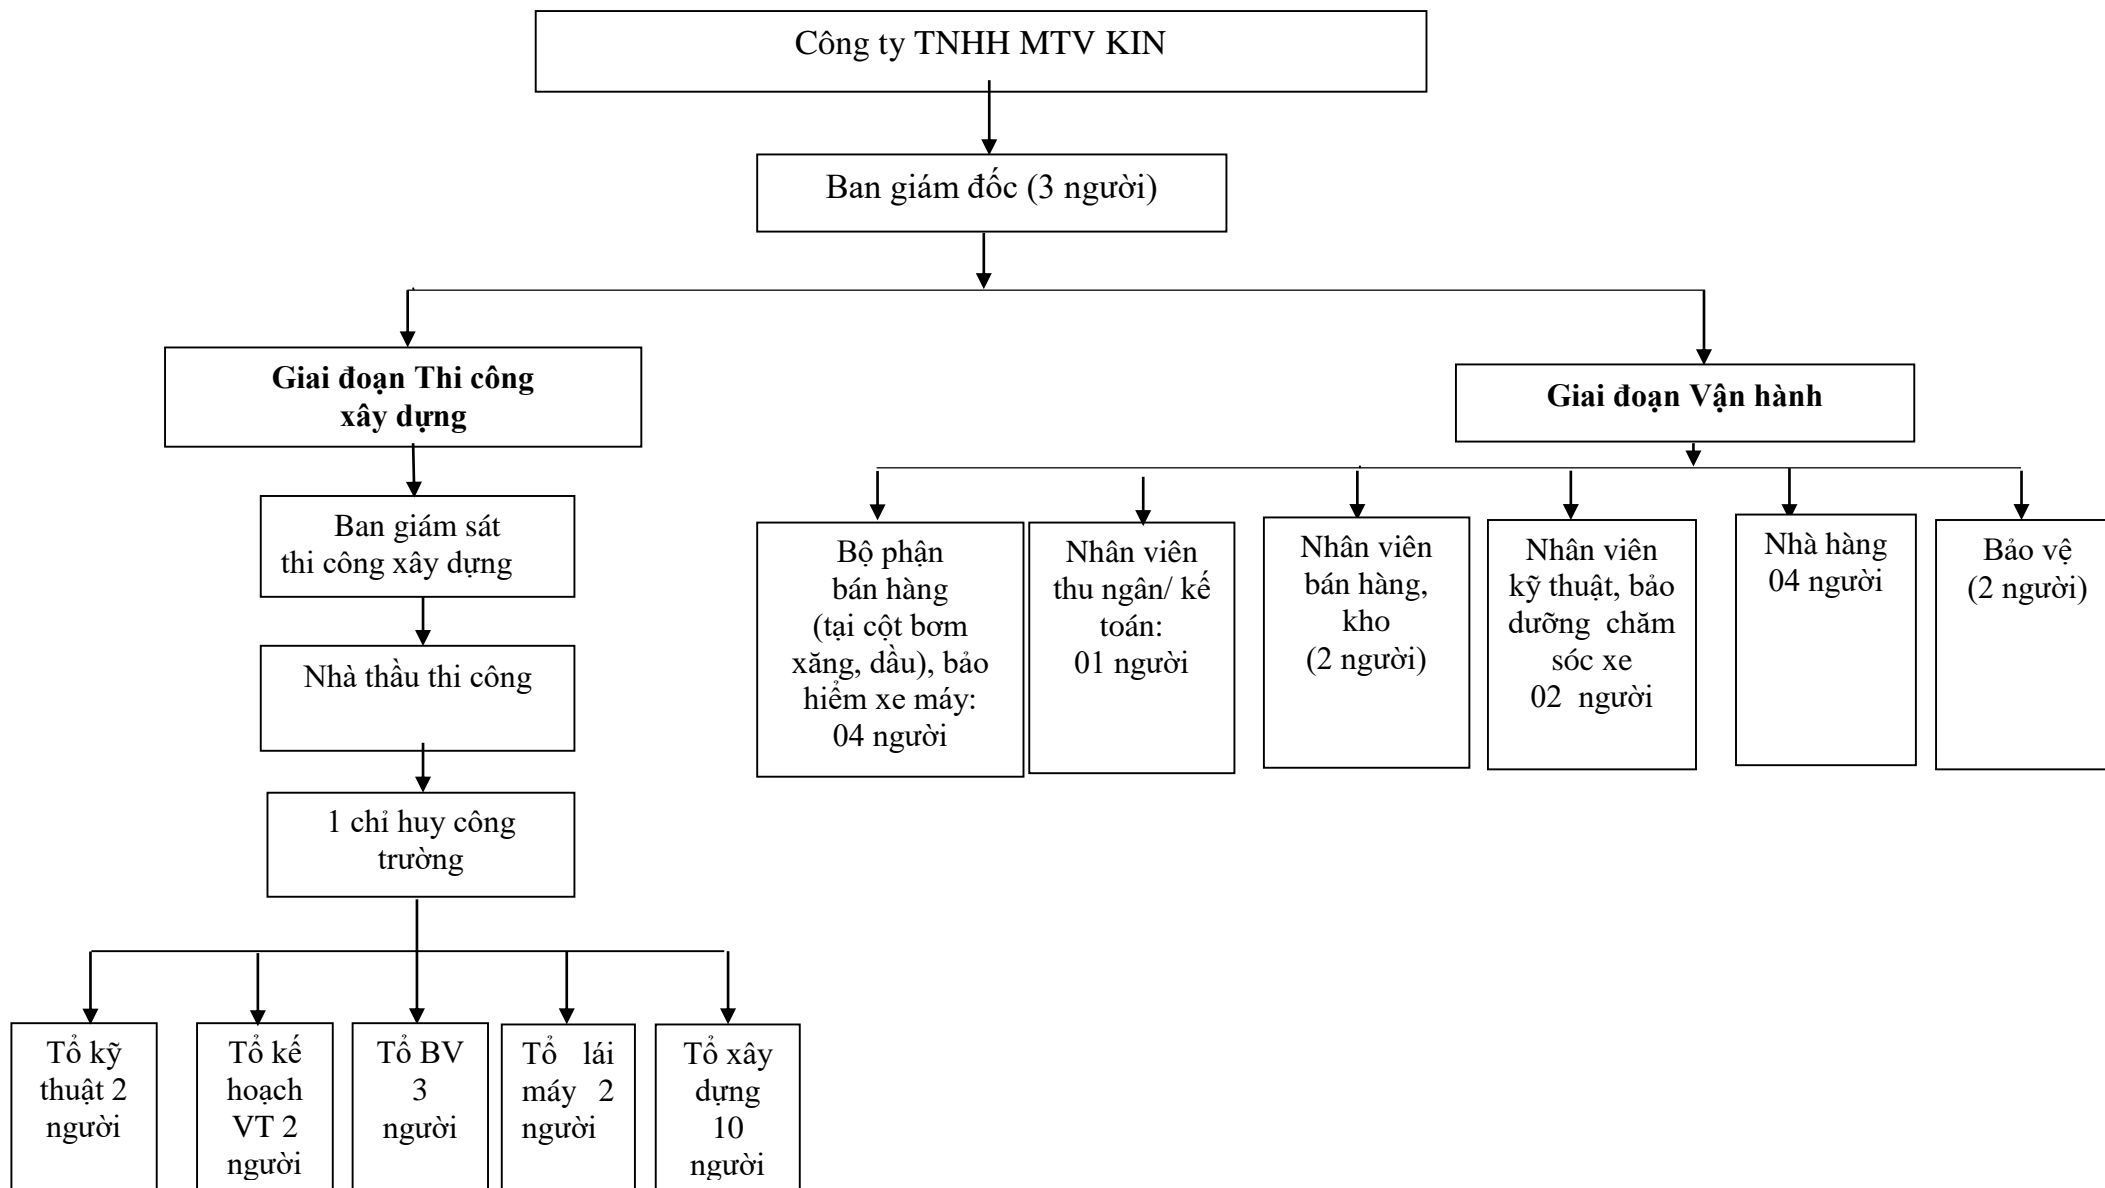 Công ty TNHH MTV KIN
Ban giám đốc (3 người)
Giai đoạn Thi công
xây dựng
Giai đoạn Vận hành
Ban giám sát
thi công xây dựng
Nhà thầu thi công
1 chỉ huy công
trường
Bộ phận
bán hàng
(tại cột bơm
xăng, dầu), bảo
hiểm xe máy:
04 người
Nhân viên
thu ngân/ kế
toán:
01 người
Nhân viên
bán hàng,
kho
(2 người)
Nhân viên
kỹ thuật, bảo
dưỡng chăm
sóc xe
02 người
Nhà hàng
04 người
Bảo vệ
(2 người)
Tổ kỹ
thuật 2
người
Tổ kế
hoạch
VT 2
người
Tổ BV
3
người
Tổ lái
máy 2
người
Tổ xây
dựng
10
người